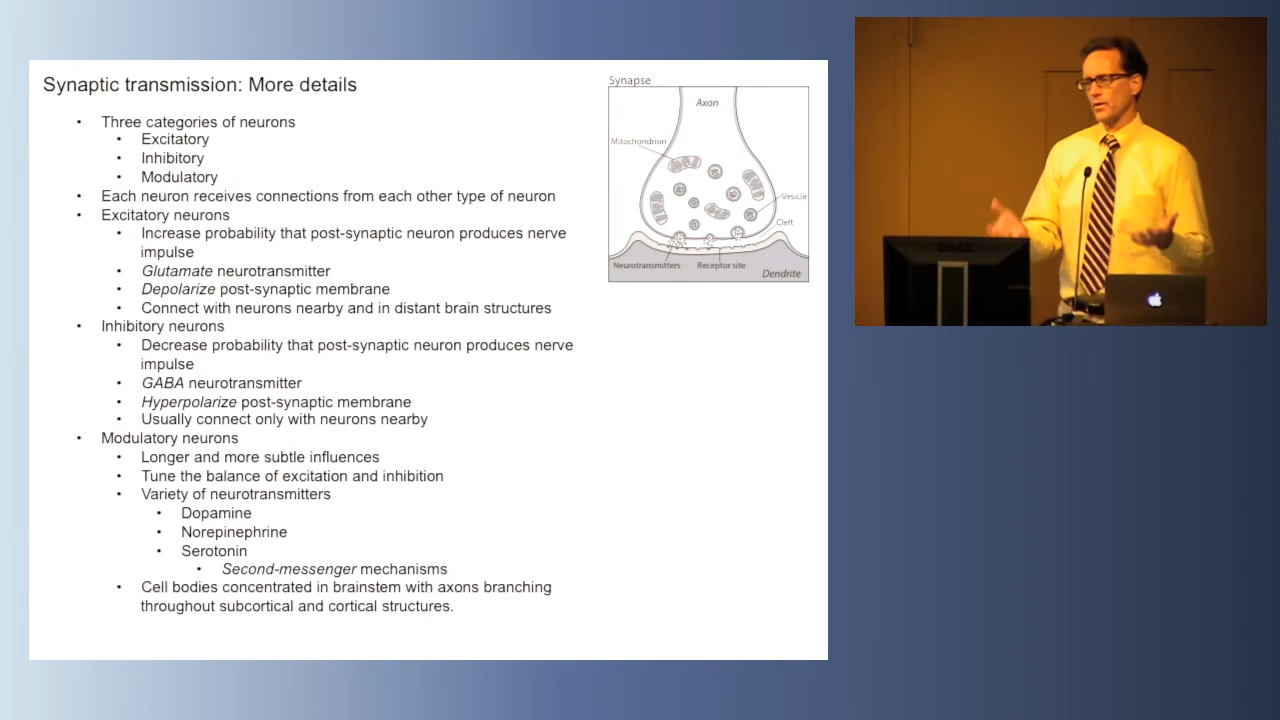 Synaptic transmission: More details
• Three categories of neurons
• Excitatory
• Inhibitory
• Modulatory
• Each neuron receives connections from each other type of neuron
• Excitatory neurons
• Increase probability that post-synaptic neuron produces nerve
impulse
• Glutamate neurotransmitter
• Depolarize post-synaptic membrane
• Connect with neurons nearby and in distant brain structures
• Inhibitory neurons
• Decrease probability that post-synaptic neuron produces nerve
impulse
• GABA neurotransmitter
• Hyperpolarize post-synaptic membrane
• Usually connect only with neurons nearby
• Modulatory neurons
• Longer and more subtle influences
• Tune the balance of excitation and inhibition
• Variety of neurotransmitters
• Dopamine
• Norepinephrine
• Serotonin
• Second-messenger mechanisms
• Cell bodies concentrated in brainstem with axons branching
throughout subcortical and cortical structures.
Synapse
Axon
Mitochondrion
Vesicle
Cleft
Neurotransmitters
Receptor site
Dendrite